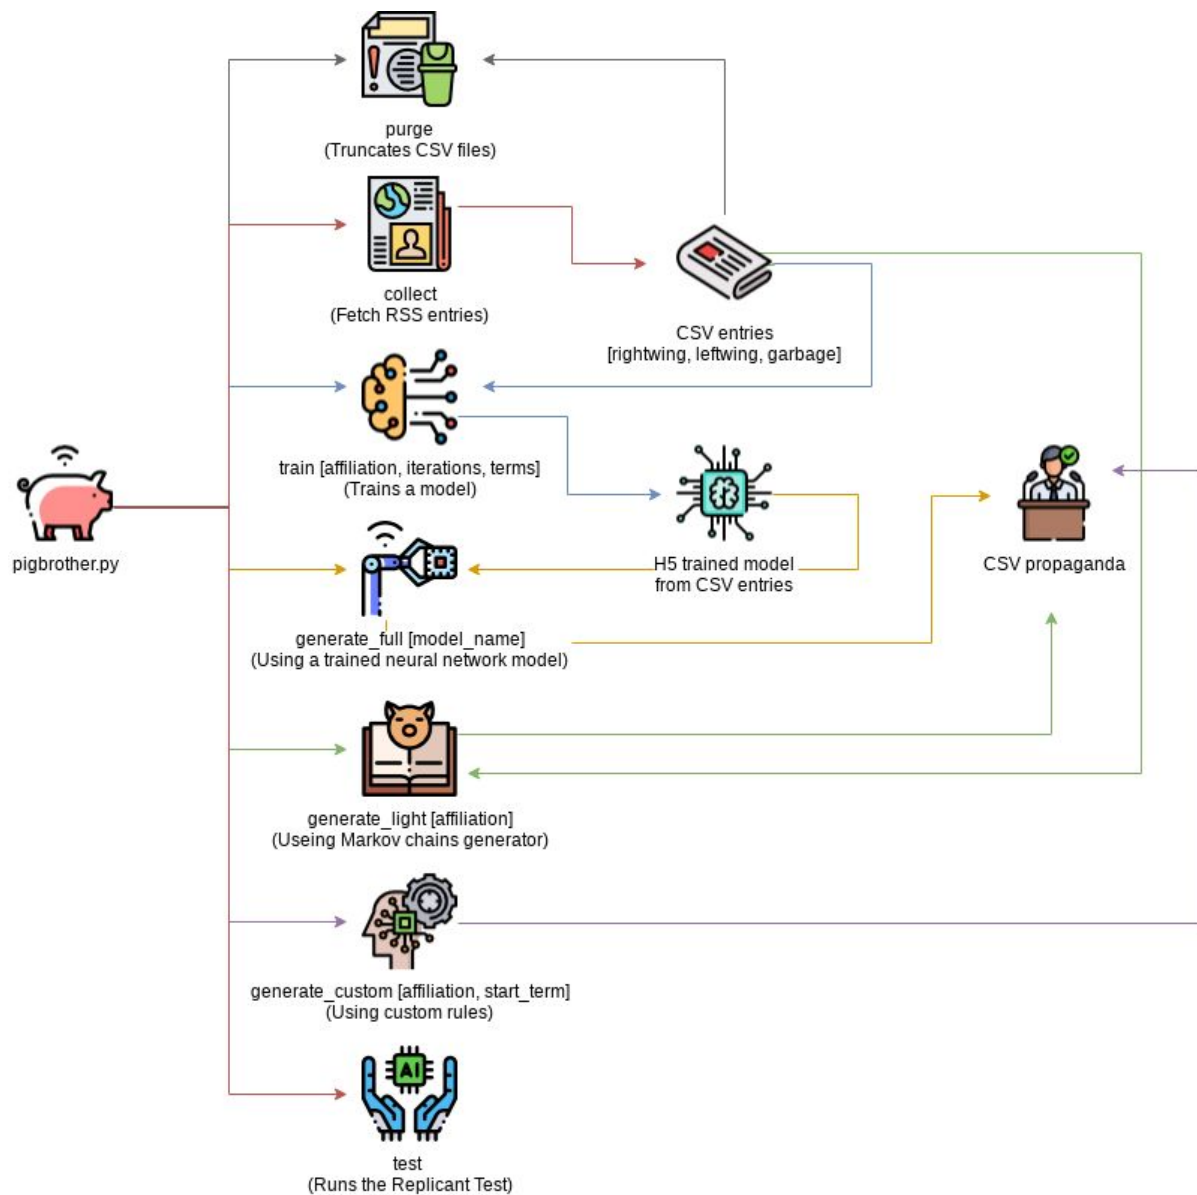 purge
(Truncates CSV files)
collect
(Fetch RSS entries)
CSV entries
[rightwing, leftwing, garbage]
train [affiliation, iterations, terms]
(Trains a model)
pigbrother.py
H5 trained model
from CSV entries
CSV propaganda
generate_full [model_name]
(Using a trained neural network model)
generate_light [affiliation]
(Useing Markov chains generator)
generate_custom [affiliation, start_term]
(Using custom rules)
AI
test
(Runs the Replicant Test)